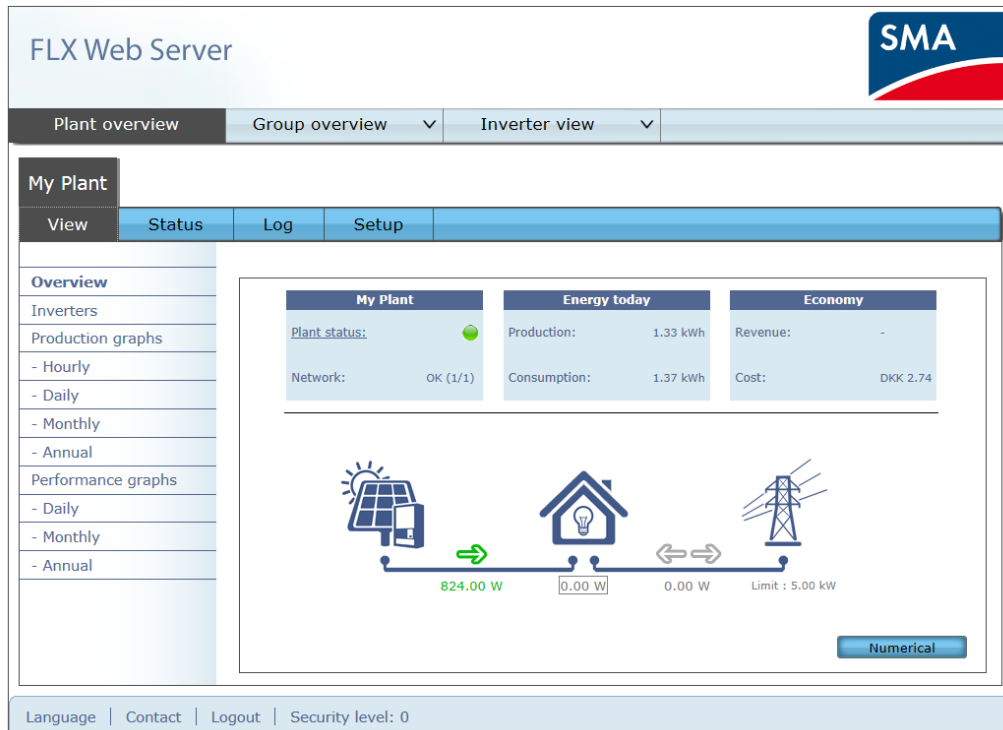 FLX Web Server
SMA
Plant overview Group overview Inverter view
My Plant
View Status Log Setup
Overview
Inverters
Production graphs
- Hourly
- Daily
- Monthly
- Annual
Performance graphs
- Daily
- Monthly
- Annual
My Plant
Plant status:
Network: OK (1/1)
Energy today
Production: 1.33 kWh
Consumption: 1.37 kWh
Economy
Revenue: -
Cost: DKK 2.74
824.00 W 0.00 W 0.00 W Limit : 5.00 kW
Numerical
Language | Contact | Logout | Security level: 0